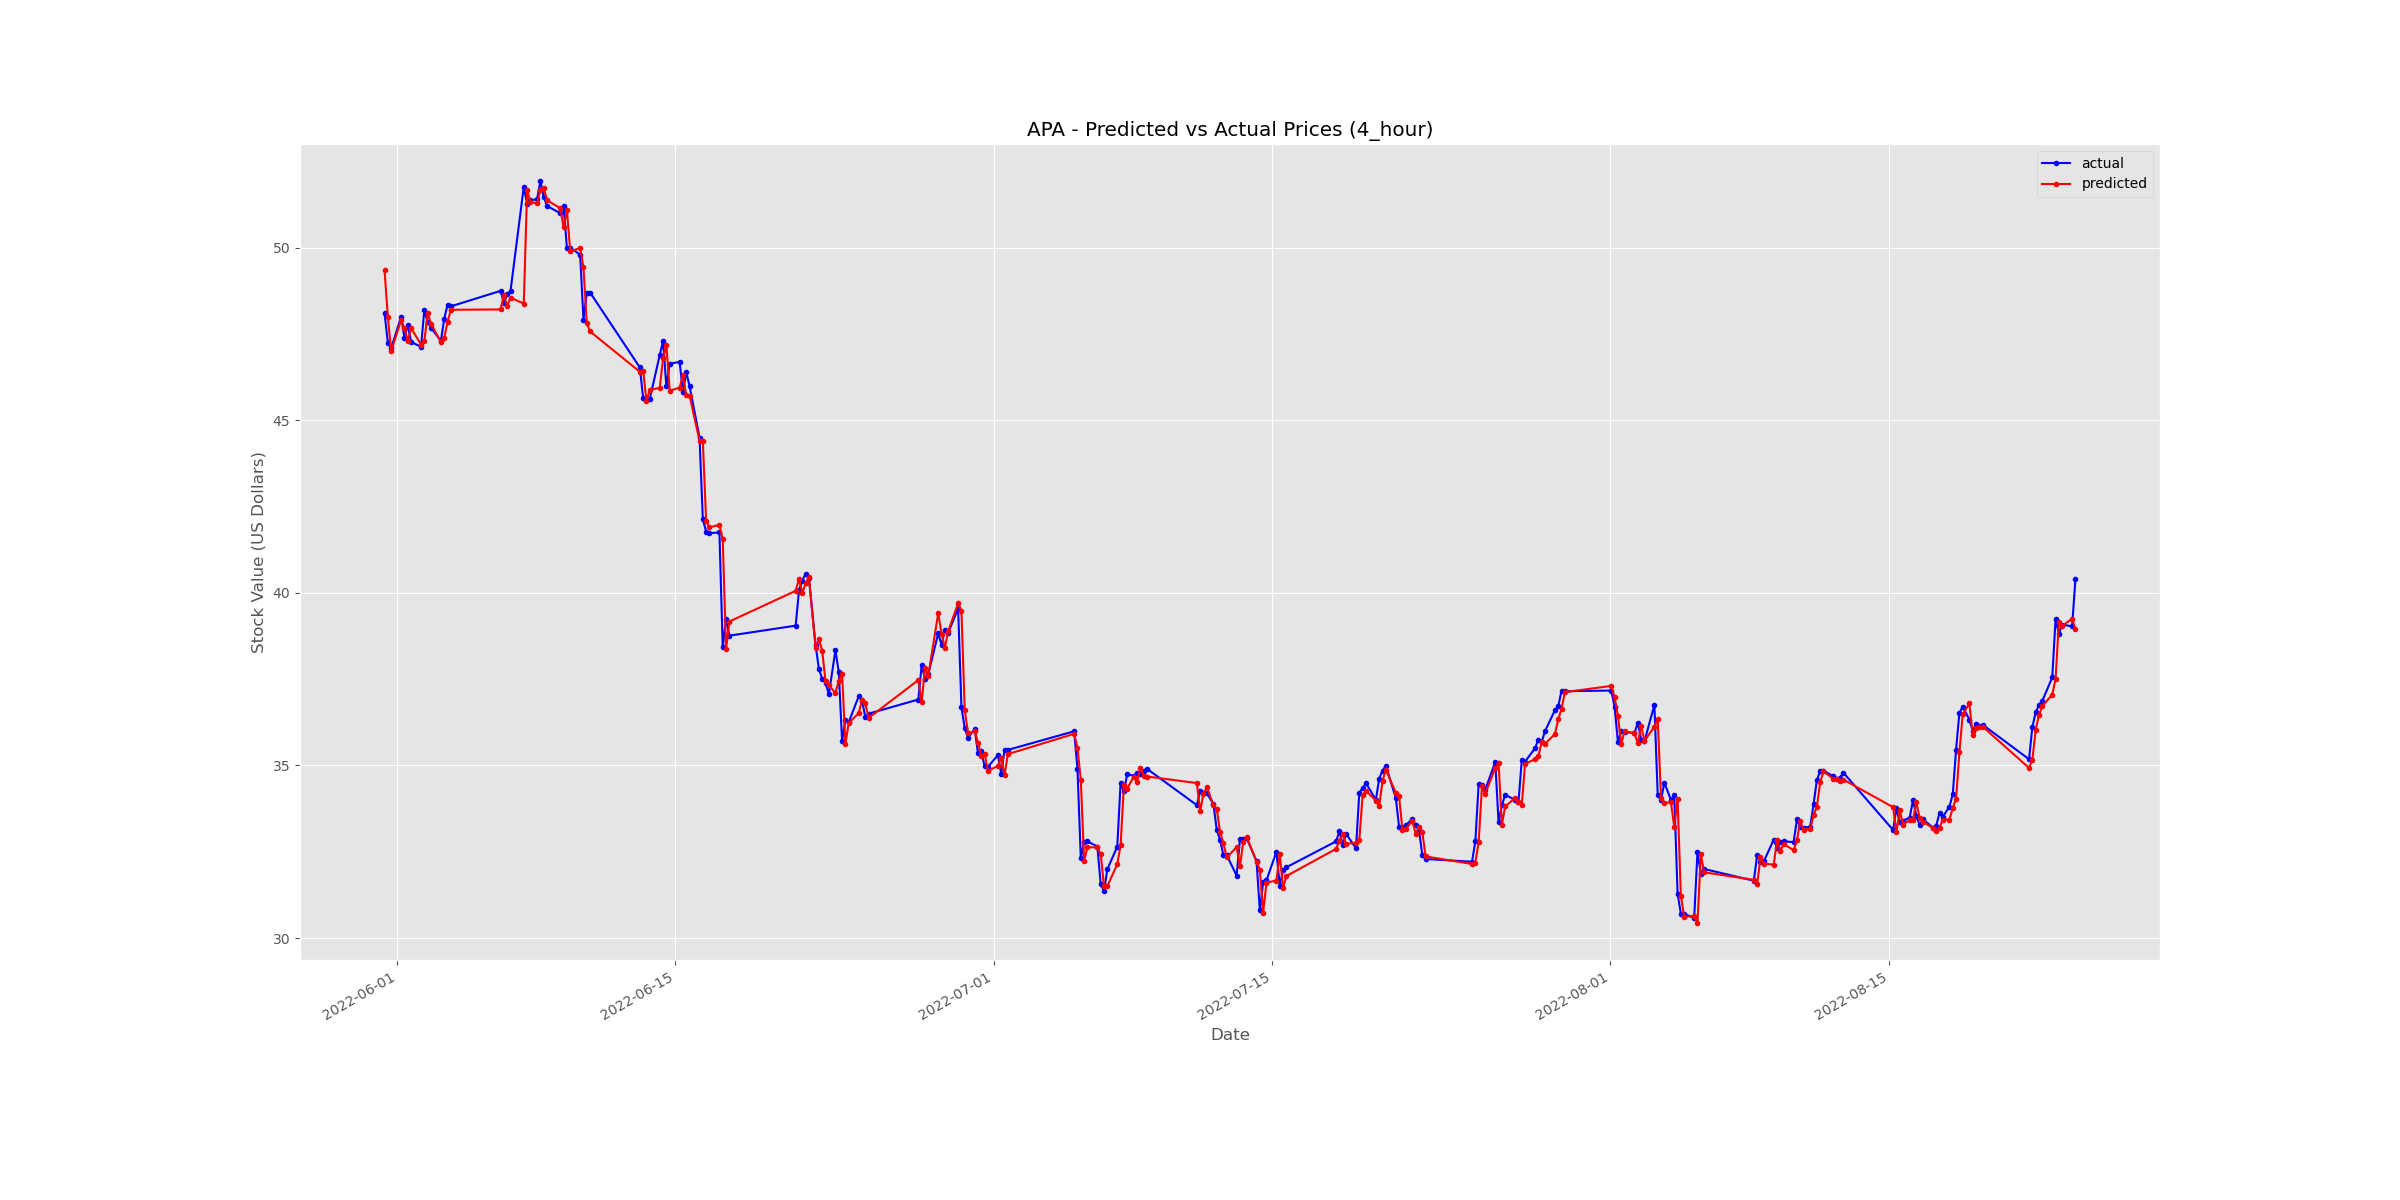 APA - Predicted vs Actual Prices (4_hour)
actual
predicted
Stock Value (US Dollars)
50
45
40
35
30
2022-06-01
2022-06-15
2022-07-01
2022-07-15
2022-08-01
2022-08-15
Date